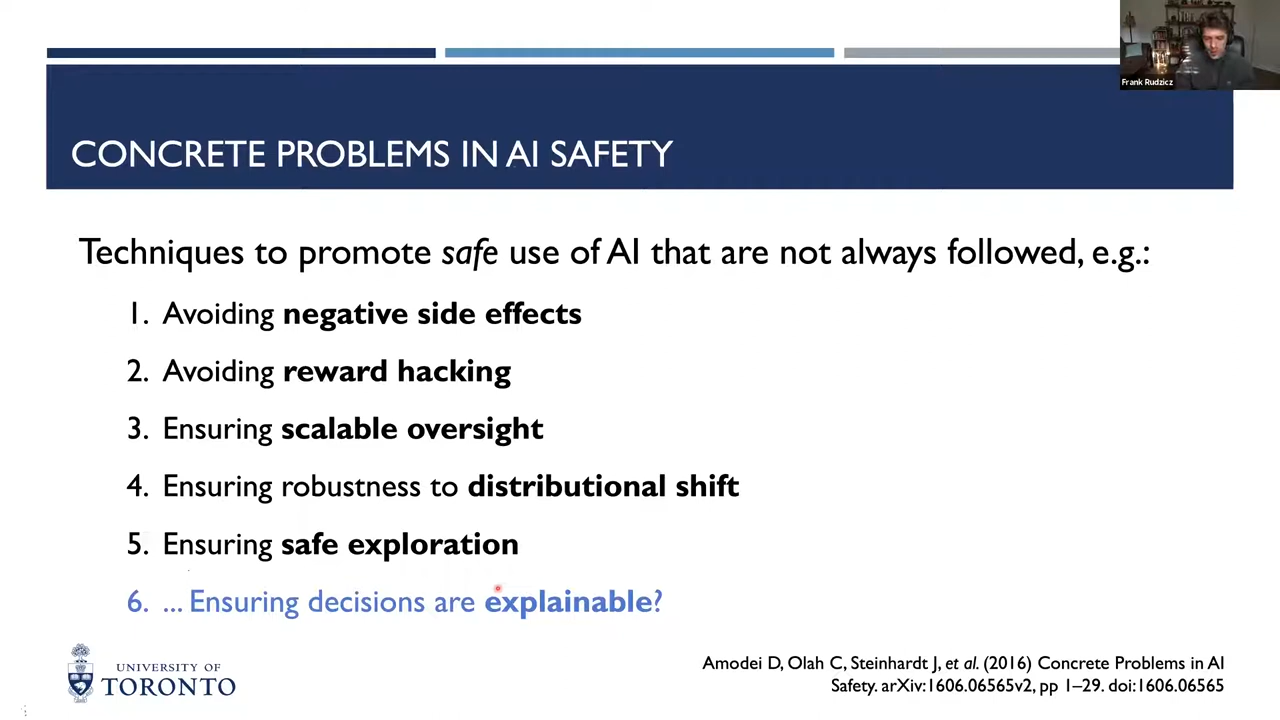 Frank Rudzicz
CONCRETE PROBLEMS IN AI SAFETY
Techniques to promote safe use of AI that are not always followed, e.g.:
1. Avoiding negative side effects
2. Avoiding reward hacking
3. Ensuring scalable oversight
4. Ensuring robustness to distributional shift
5. Ensuring safe exploration
6. ... Ensuring decisions are explainable?
UNIVERSITY OF
TORONTO
Amodei D, Olah C, Steinhardt J, et al. (2016) Concrete Problems in AI
Safety. arXiv:1606.06565v2, pp 1–29. doi:1606.06565